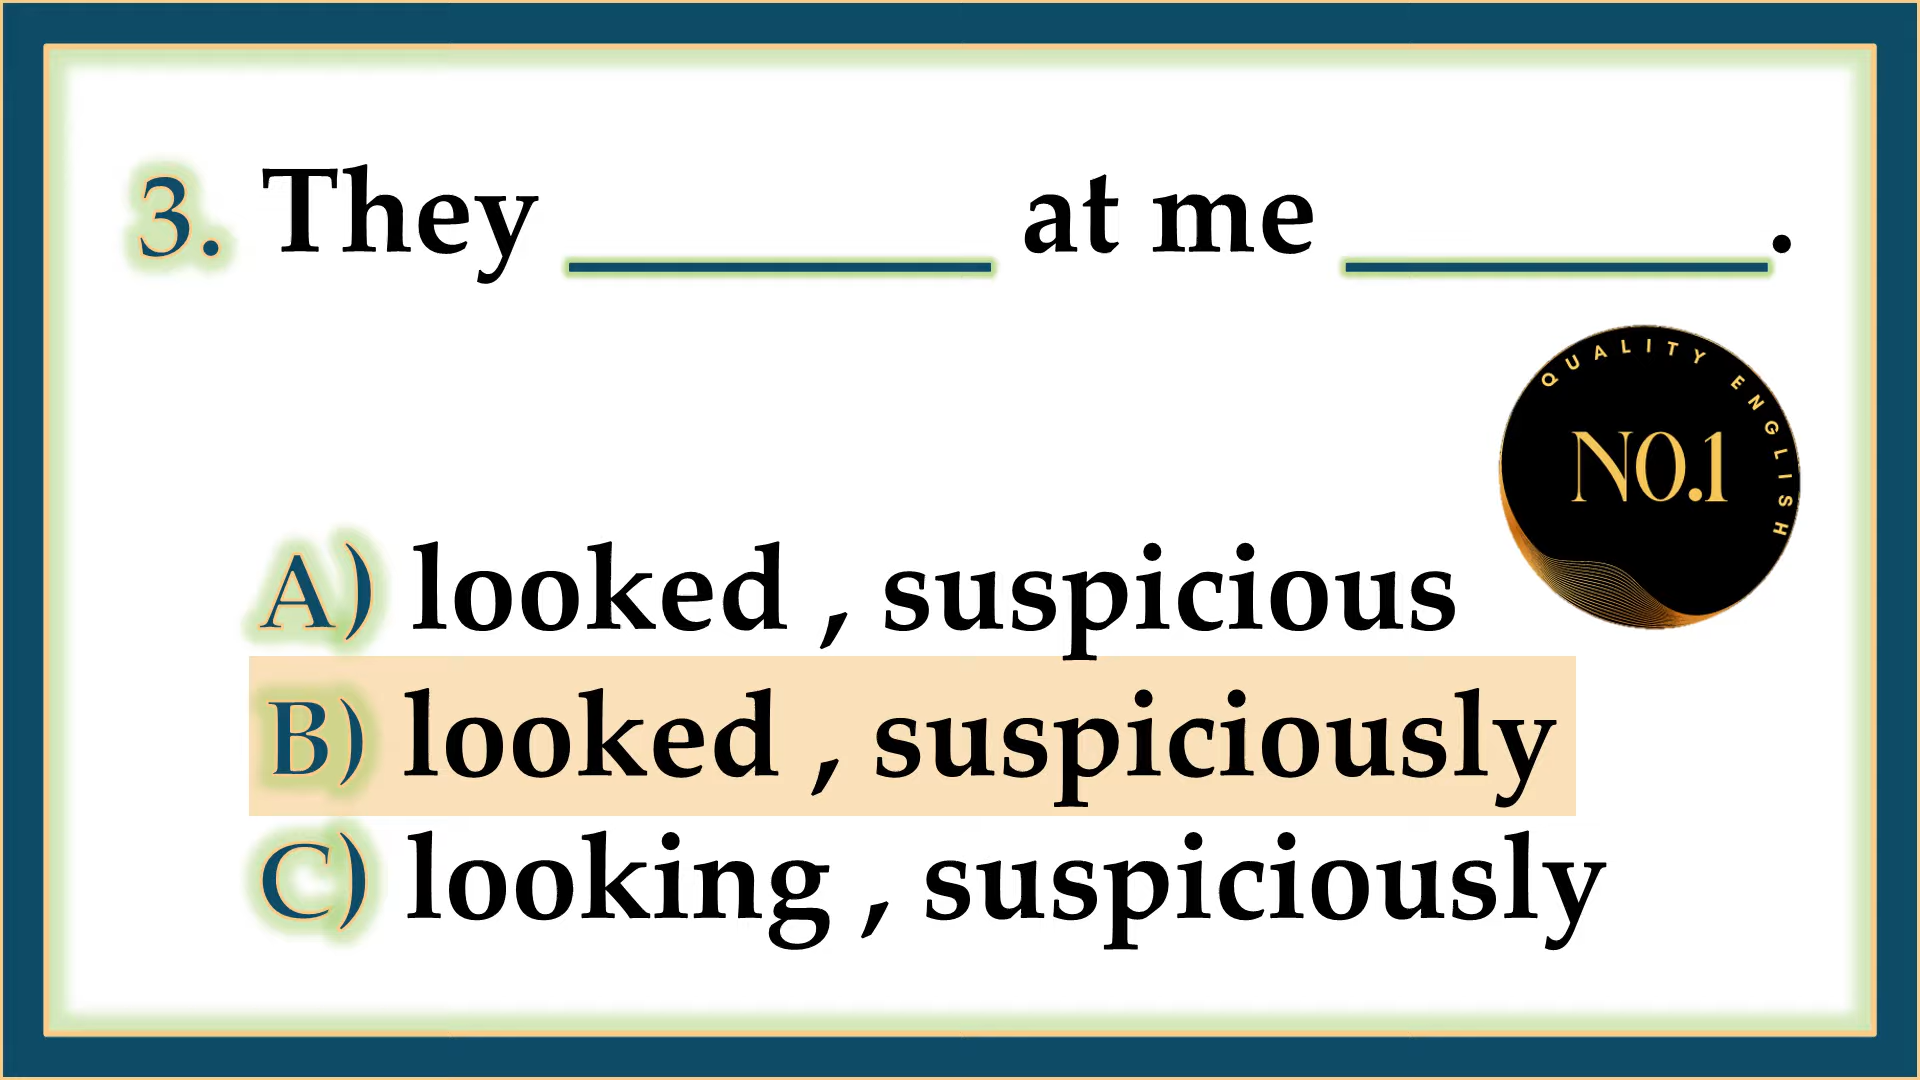 3. They ________ at me ________.
QUALITY ENGLISH
NO.1
A) looked , suspicious
B) looked , suspiciously
C) looking , suspiciously